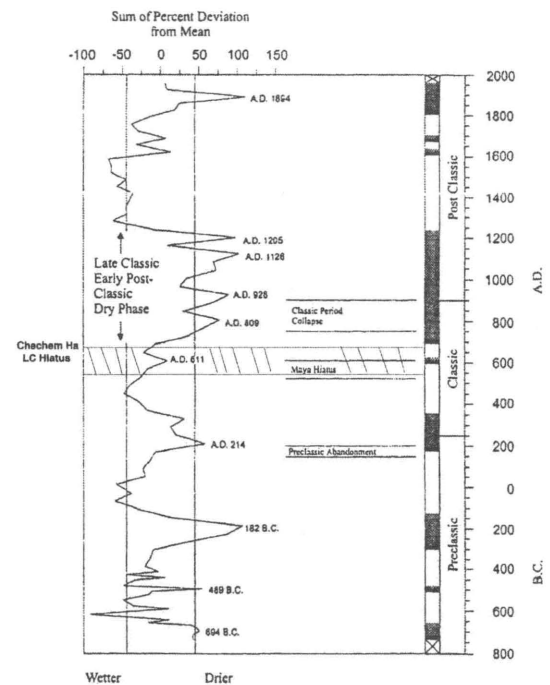 Sum of Percent Deviation
from Mean
-100 -50 0 50 100 150
2000
A.D. 1894
1800
1600
Post Classic
1400
A.D. 1205
1200
A.D. 1126
Late Classic
Early Post-
Classic
Dry Phase
1000
A.D.
A.D. 926
Classic Period
Collapse
A.D. 809
800
Chechem Ha
LC Hiatus
A.D. 611
600
Maya Hiatus
Classic
400
A.D. 214
200
Preclassic Abandonment
0
182 B.C.
200
Preclassic
400
B.C.
489 B.C.
600
694 B.C.
800
Wetter Drier